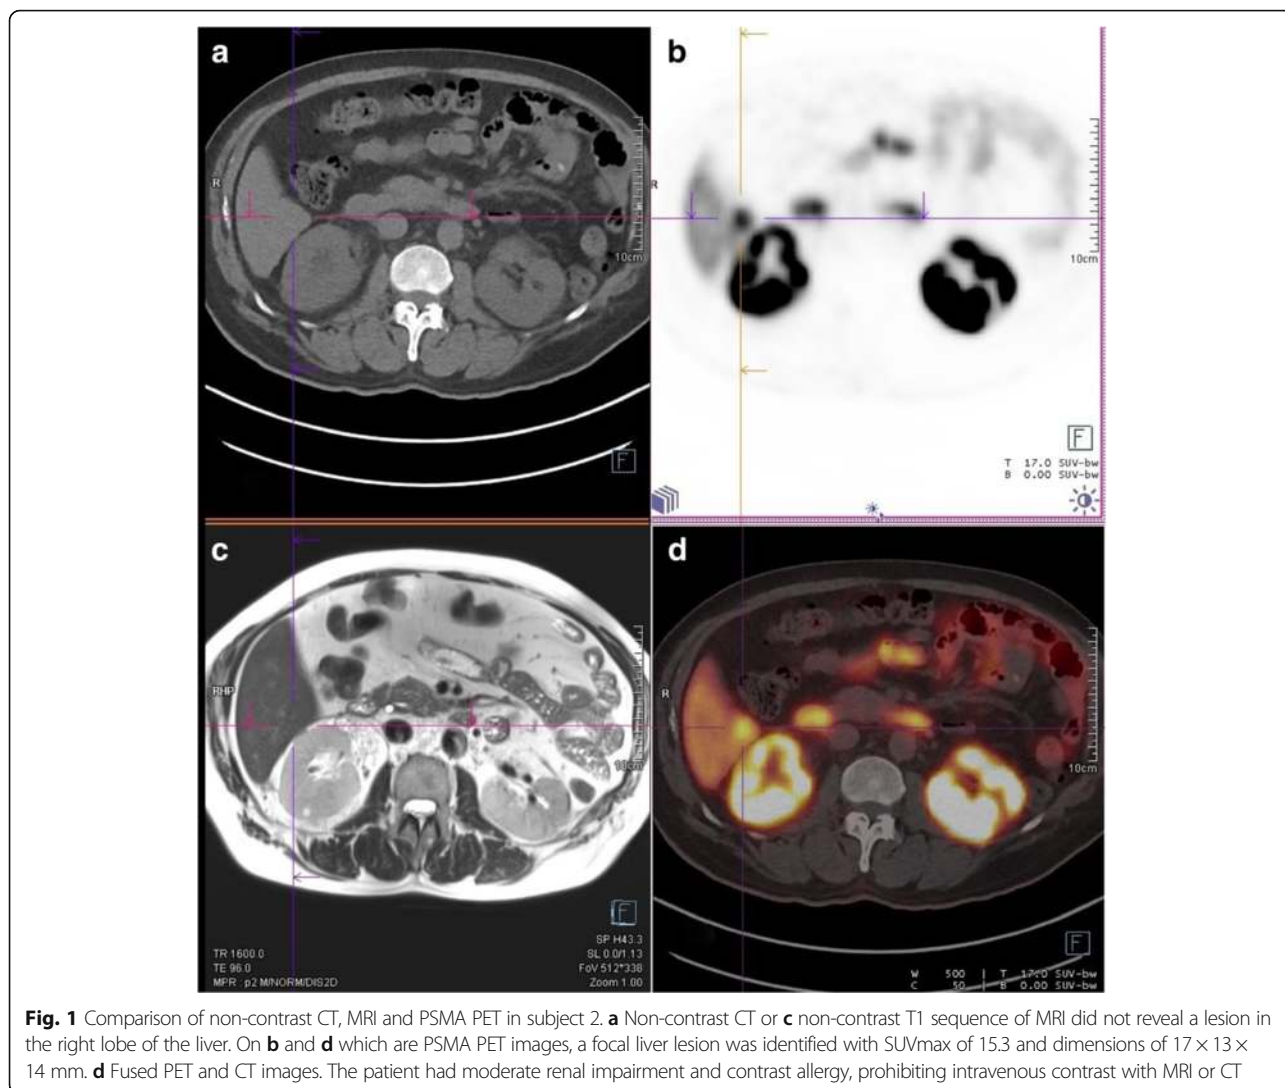 a
b
R
R
10cm
10cm
F
F
T 17.0 SUV-bw
B 0.00 SUV-bw
c
d
RHP
R
10cm
10cm
F
F
SP H43.3
TR 1600.0
SL 0.0/1.13
TE 96.0
FoV 512*338
MPR : p2 M/NORM/DIS2D
Zoom 1.00
W 500 | T 17.0 SUV-bw
C 50 | B 0.00 SUV-bw
Fig. 1 Comparison of non-contrast CT, MRI and PSMA PET in subject 2. a Non-contrast CT or c non-contrast T1 sequence of MRI did not reveal a lesion in
the right lobe of the liver. On b and d which are PSMA PET images, a focal liver lesion was identified with SUVmax of 15.3 and dimensions of 17 × 13 ×
14 mm. d Fused PET and CT images. The patient had moderate renal impairment and contrast allergy, prohibiting intravenous contrast with MRI or CT